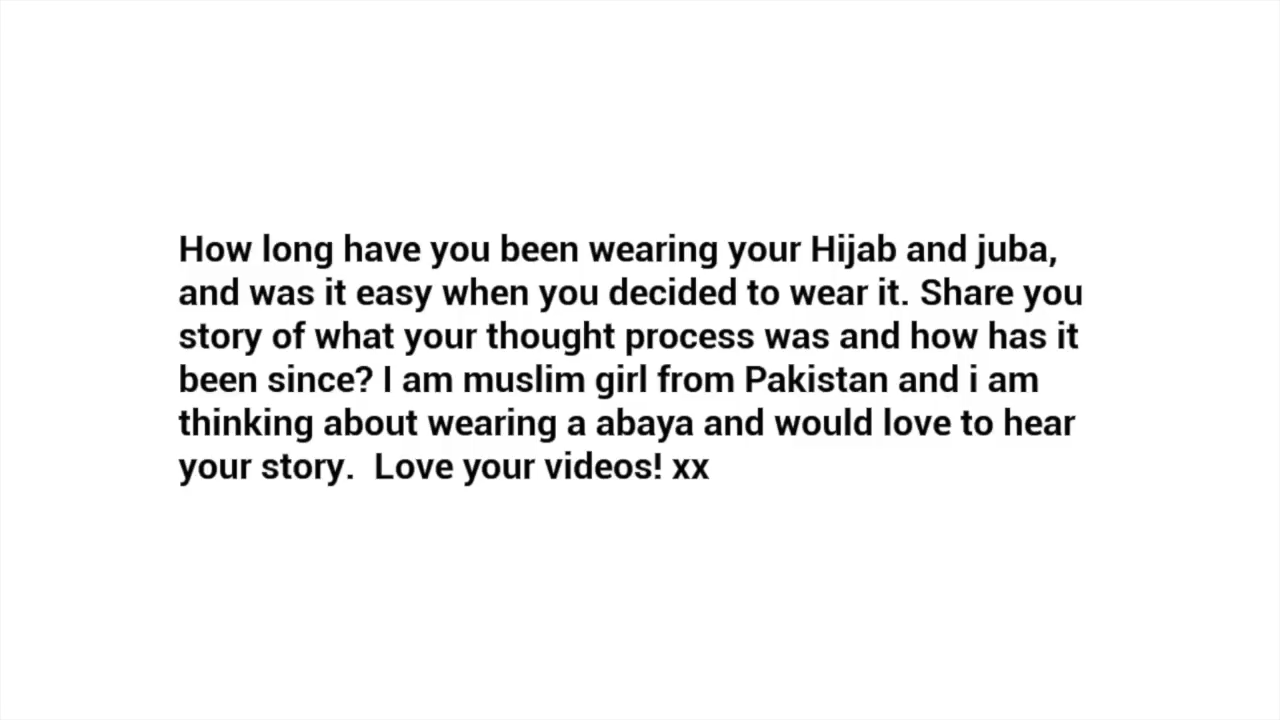 How long have you been wearing your Hijab and juba,
and was it easy when you decided to wear it. Share you
story of what your thought process was and how has it
been since? I am muslim girl from Pakistan and i am
thinking about wearing a abaya and would love to hear
your story.  Love your videos! xx